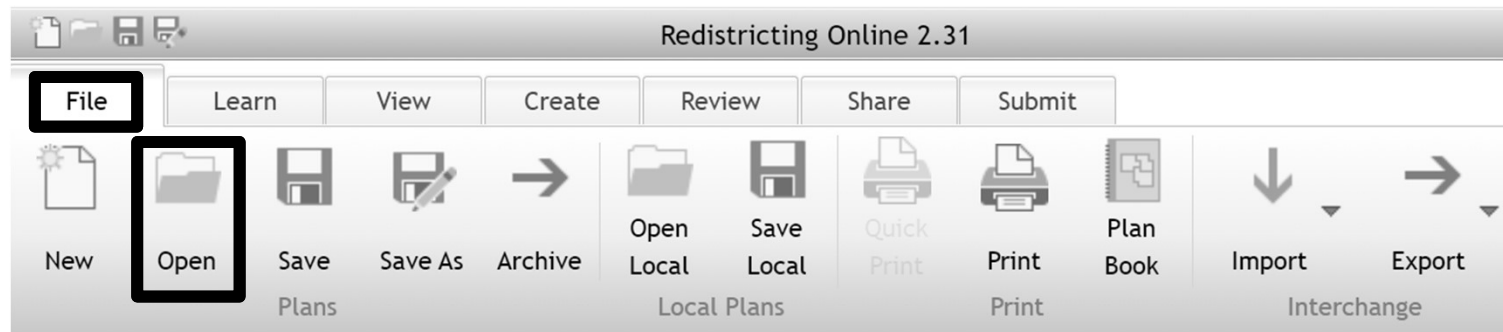 Redistricting Online 2.31
File Learn View Create Review Share Submit
New Open Save Save As Archive Open Local Save Local Quick Print Print Plan Book Import Export
Plans Local Plans Print Interchange